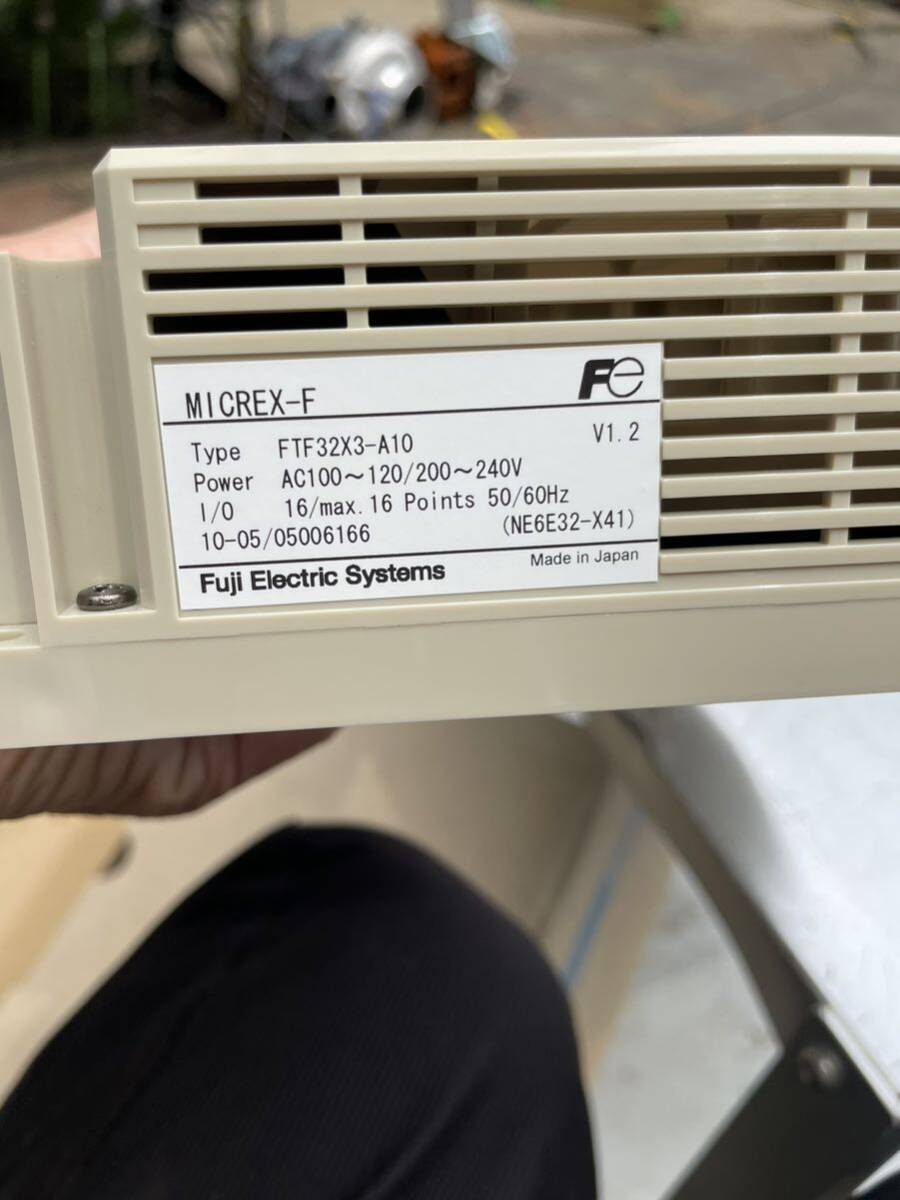 Fe
MICREX-F
Type FTF32X3-A10 V1.2
Power AC100～120/200～240V
I/O 16/max.16 Points 50/60Hz
10-05/05006166 (NE6E32-X41)
Fuji Electric Systems Made in Japan